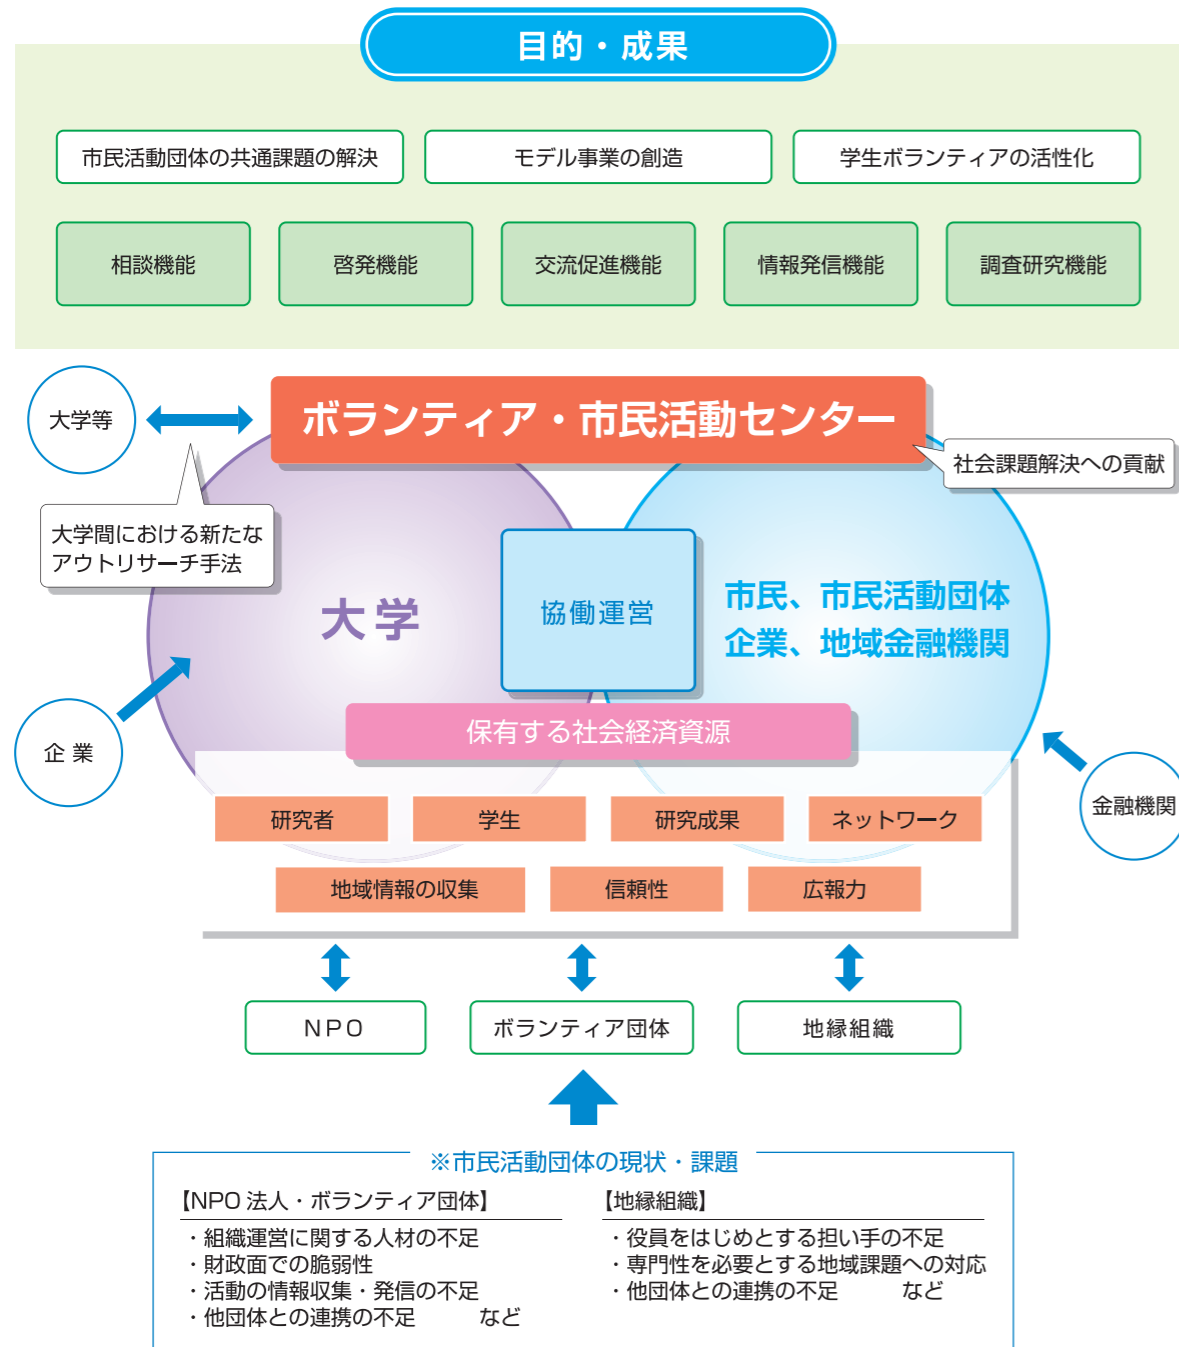 目的・成果
市民活動団体の共通課題の解決
モデル事業の創造
学生ボランティアの活性化
相談機能
啓発機能
交流促進機能
情報発信機能
調査研究機能
大学等
ボランティア・市民活動センター
社会課題解決への貢献
大学間における新たな
アウトリサーチ手法
大学
協働運営
市民、市民活動団体
企業、地域金融機関
保有する社会経済資源
企 業
金融機関
研究者
学生
研究成果
ネットワーク
地域情報の収集
信頼性
広報力
NPO
ボランティア団体
地縁組織
※市民活動団体の現状・課題
【NPO 法人・ボランティア団体】
・組織運営に関する人材の不足
・財政面での脆弱性
・活動の情報収集・発信の不足
・他団体との連携の不足　　　など
【地縁組織】
・役員をはじめとする担い手の不足
・専門性を必要とする地域課題への対応
・他団体との連携の不足　　　など